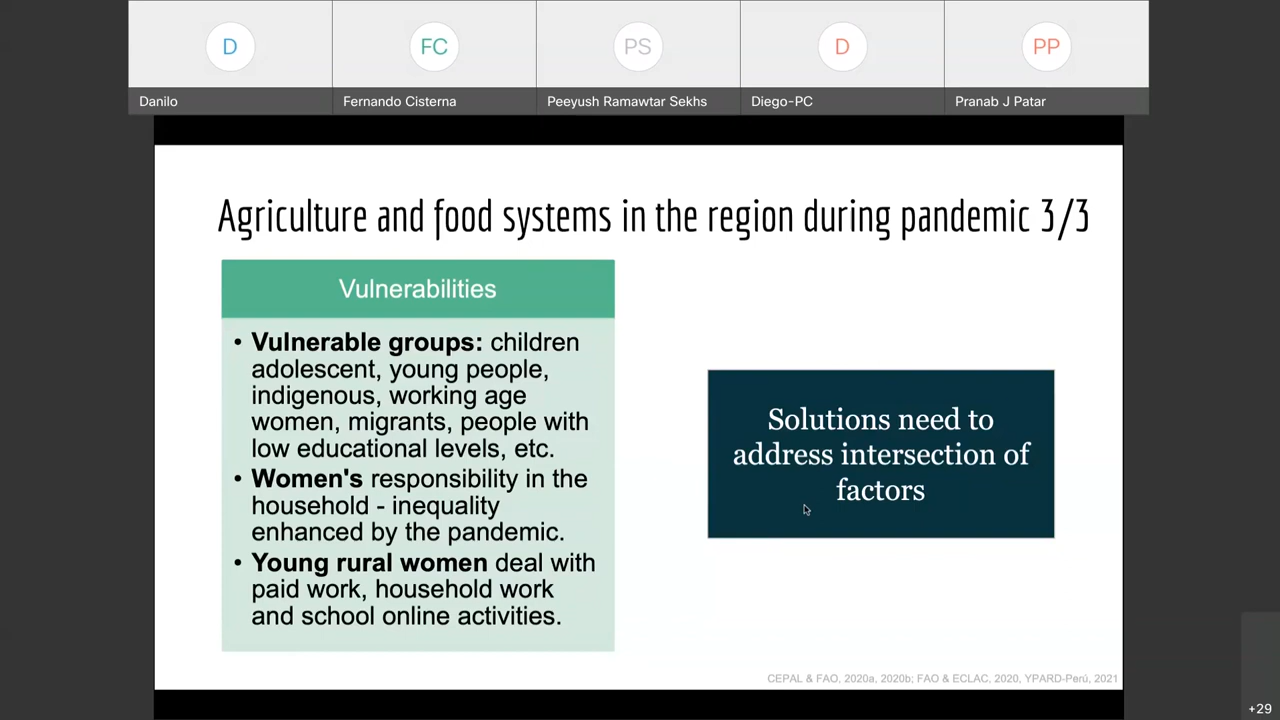 D
FC
PS
D
PP
Danilo
Fernando Cisterna
Peeyush Ramawtar Sekhs
Diego-PC
Pranab J Patar
Agriculture and food systems in the region during pandemic 3/3
Vulnerabilities
• Vulnerable groups: children
adolescent, young people,
indigenous, working age
women, migrants, people with
low educational levels, etc.
• Women's responsibility in the
household - inequality
enhanced by the pandemic.
• Young rural women deal with
paid work, household work
and school online activities.
Solutions need to
address intersection of
factors
CEPAL & FAO, 2020a, 2020b; FAO & ECLAC, 2020, YPARD-Perú, 2021
+29